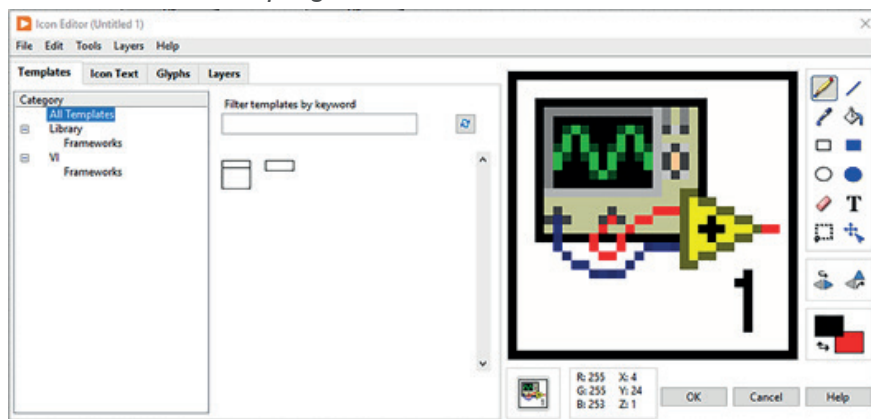 Icon Editor (Untitled 1)
File Edit Tools Layers Help
Templates Icon Text Glyphs Layers
Category
All Templates
Library
Frameworks
VI
Frameworks
Filter templates by keyword
1
T
1
R: 255 X: 4
G: 255 Y: 24
B: 253 Z: 1
OK Cancel Help